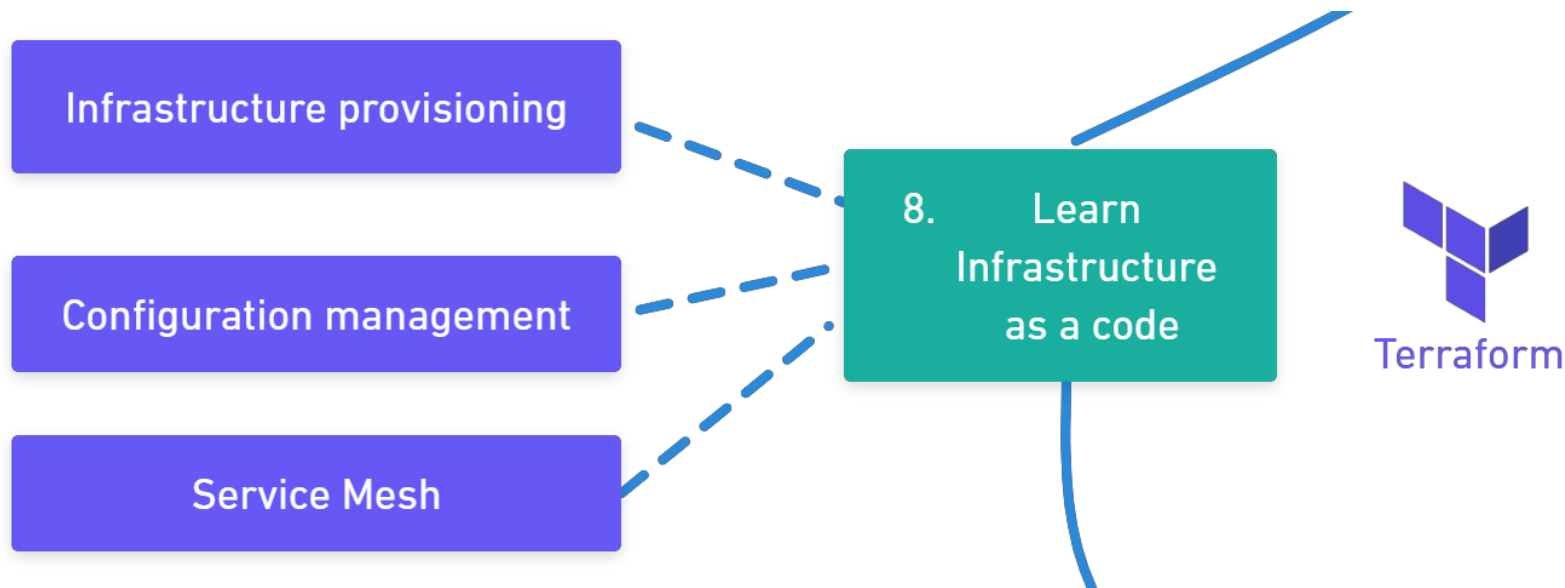 Infrastructure provisioning
Configuration management
Service Mesh
8. Learn
Infrastructure
as a code
Terraform